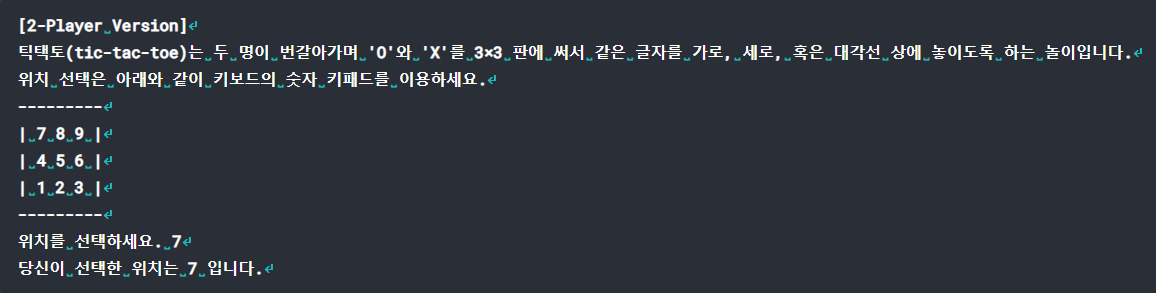 [2-Player Version]
틱택토(tic-tac-toe)는 두 명이 번갈아가며 'O'와 'X'를 3×3 판에 써서 같은 글자를 가로, 세로, 혹은 대각선 상에 놓이도록 하는 놀이입니다.
위치 선택은 아래와 같이 키보드의 숫자 키패드를 이용하세요.
---------
| 7 8 9 |
| 4 5 6 |
| 1 2 3 |
---------
위치를 선택하세요. 7
당신이 선택한 위치는 7 입니다.